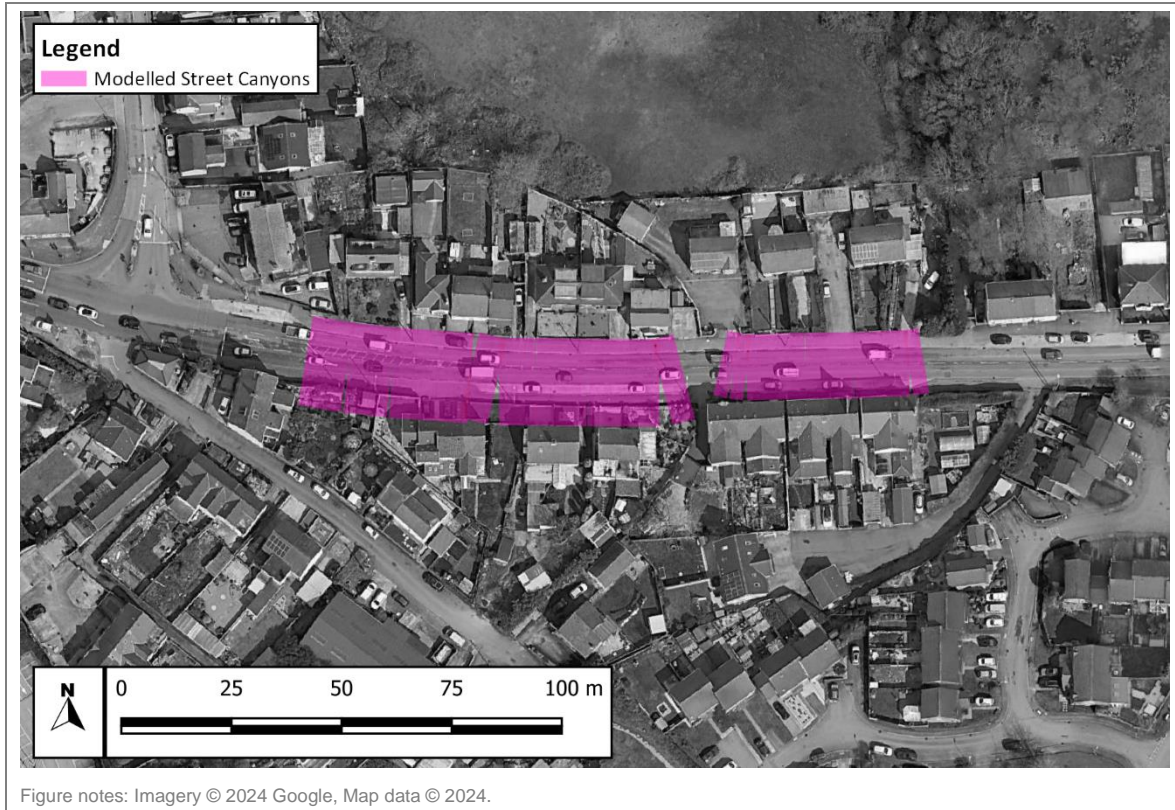 Legend
Modelled Street Canyons
N
0 25 50 75 100 m
Figure notes: Imagery © 2024 Google, Map data © 2024.